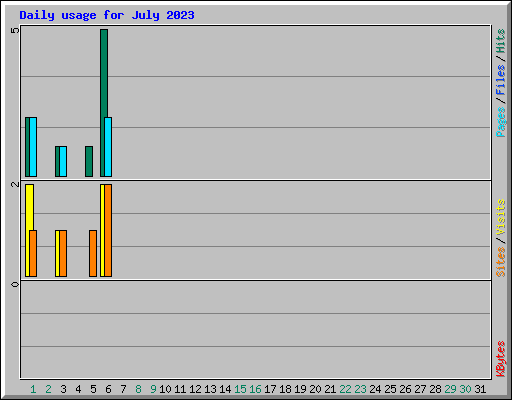 Daily usage for July 2023
5
2
0
Pages / Files / Hits
Sites / Visits
KBytes
1 2 3 4 5 6 7 8 9 10 11 12 13 14 15 16 17 18 19 20 21 22 23 24 25 26 27 28 29 30 31